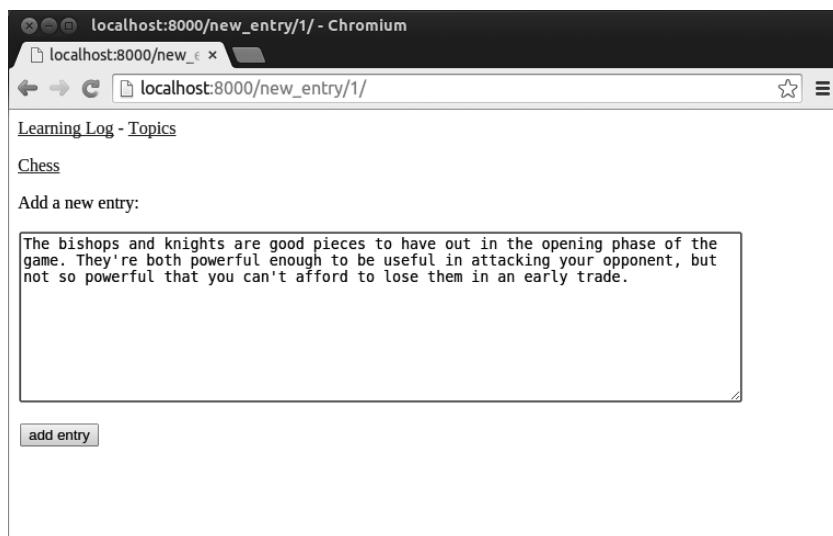 localhost:8000/new_entry/1/ - Chromium
localhost:8000/new_e
localhost:8000/new_entry/1/
Learning Log - Topics
Chess
Add a new entry:
The bishops and knights are good pieces to have out in the opening phase of the
game. They're both powerful enough to be useful in attacking your opponent, but
not so powerful that you can't afford to lose them in an early trade.
add entry